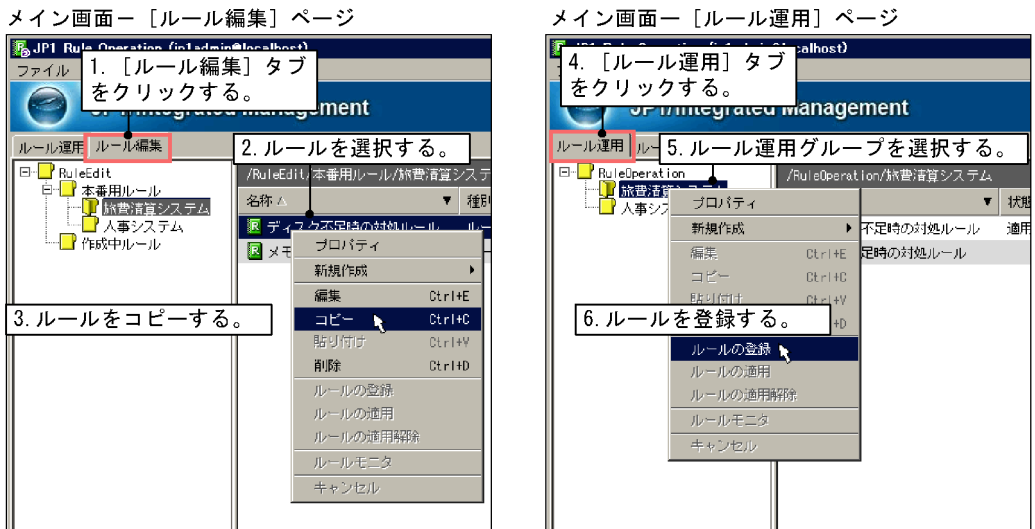 メイン画面－［ルール編集］ページ
JP1 Rule Operation (jp1admin@localhost)
ファイル
1.［ルール編集］タブ
をクリックする。
Management
ルール運用
ルール編集
2.ルールを選択する。
RuleEdit
本番用ルール
旅費清算システム
人事システム
作成中ルール
/RuleEdit/本番用ルール/旅費清算システ
名称
種別
ディスク不足時の対処ルール
メモ
プロパティ
新規作成
編集 Ctrl+E
コピー Ctrl+C
貼り付け Ctrl+V
削除 Ctrl+D
ルールの登録
ルールの適用
ルールの適用解除
ルールモニタ
キャンセル
3.ルールをコピーする。
メイン画面－［ルール運用］ページ
calhost)
4.［ルール運用］タブ
をクリックする。
JP1/Integrated Management
ルール運用
5.ルール運用グループを選択する。
RuleOperation
旅費清算システム
人事シス
/RuleOperation/旅費清算システム
状態
不足時の対処ルール 適用
足時の対処ルール
プロパティ
新規作成
編集 Ctrl+E
コピー Ctrl+C
貼り付け Ctrl+V
+D
6.ルールを登録する。
ルールの登録
ルールの適用
ルールの適用解除
ルールモニタ
キャンセル